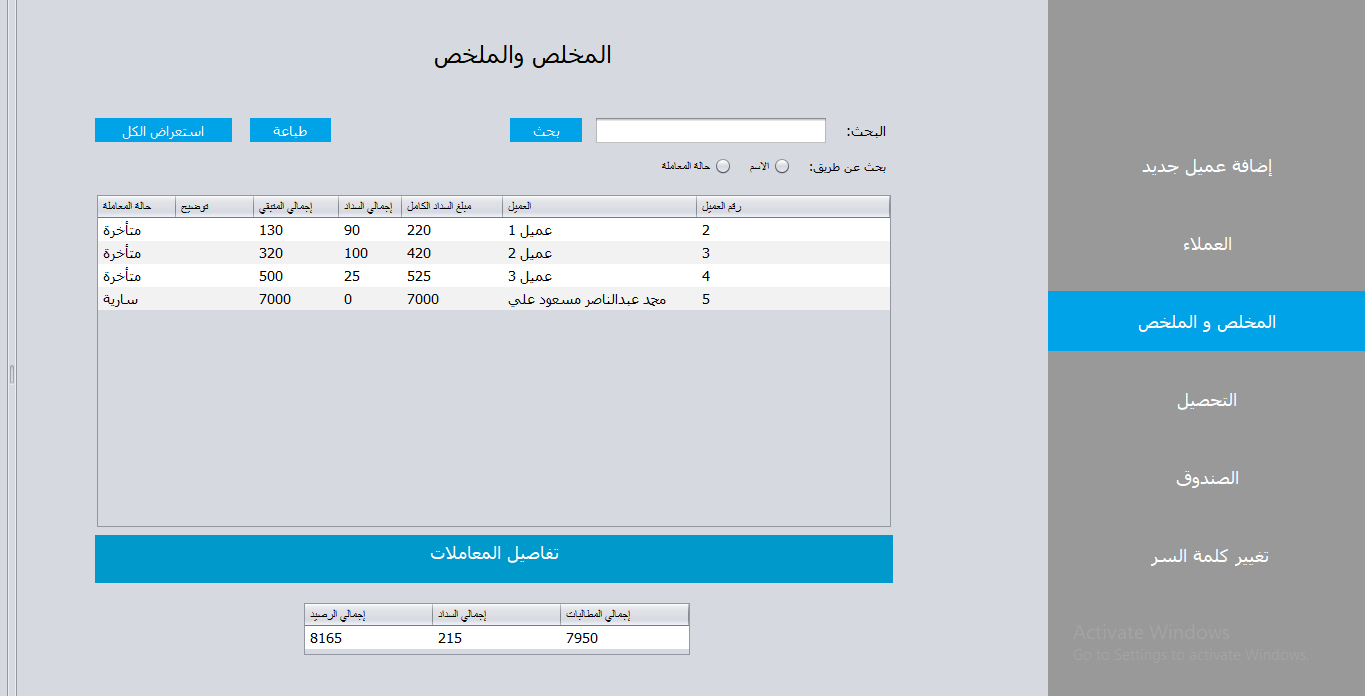 المخلص والملخص
البحث:
بحث
طباعة
استعراض الكل
بحث عن طريق: الاسم حالة المعاملة
رقم العميل العميل مبلغ السداد الكامل إجمالي السداد إجمالي المتبقي توضيح حالة المعاملة
2 عميل 1 220 90 130 متأخرة
3 عميل 2 420 100 320 متأخرة
4 عميل 3 525 25 500 متأخرة
5 محمد عبدالناصر مسعود علي 7000 0 7000 سارية
تفاصيل المعاملات
إجمالي المطالبات إجمالي السداد إجمالي الرصيد
7950 215 8165
إضافة عميل جديد
العملاء
المخلص و الملخص
التحصيل
الصندوق
تغيير كلمة السر
Activate Windows
Go to Settings to activate Windows.